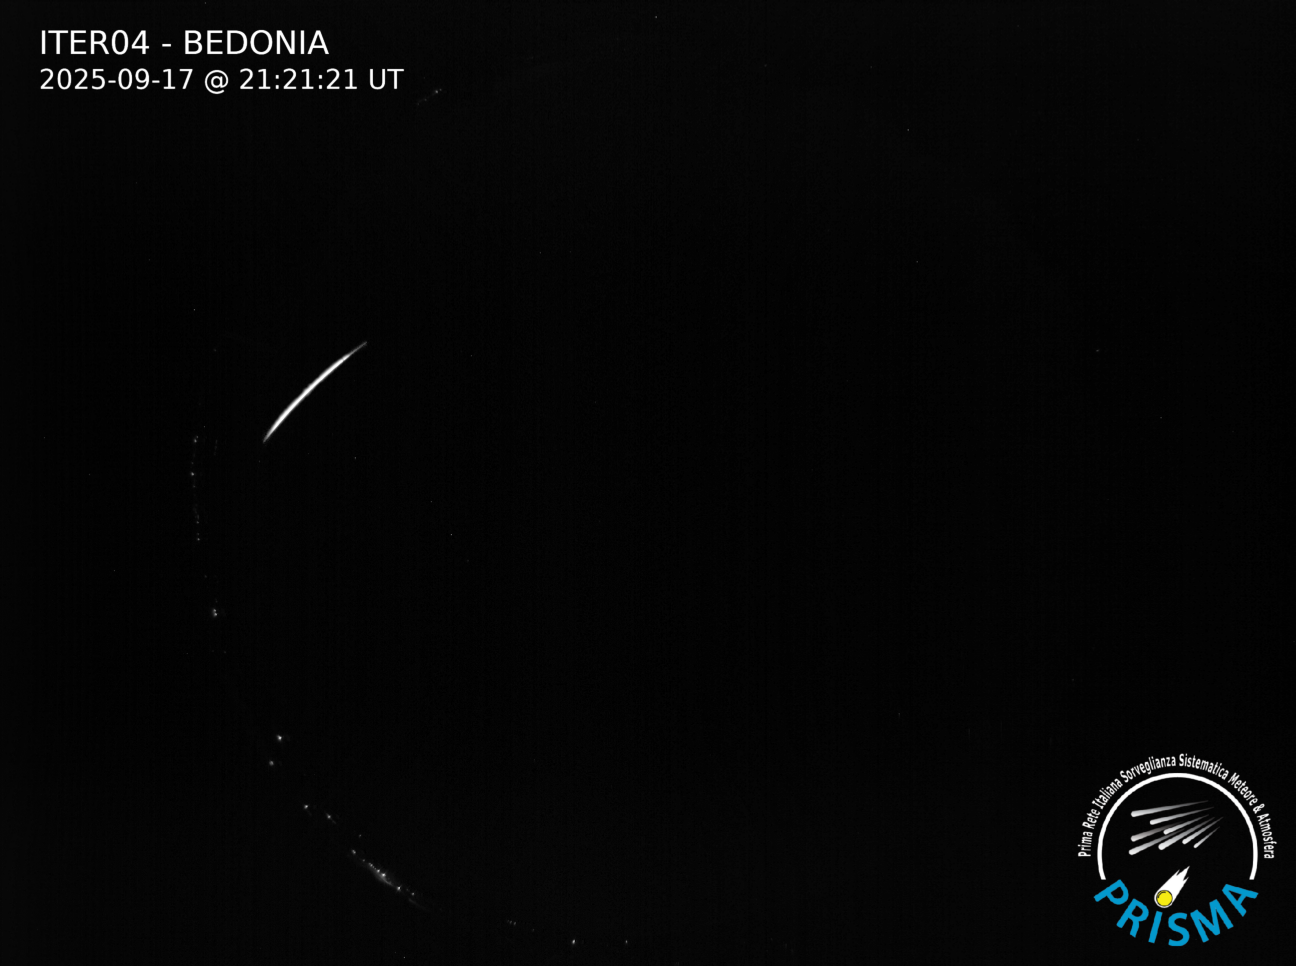 ITER04 - BEDONIA
2025-09-17 @ 21:21:21 UT
Prima Rete Italiana Sorveglianza Sistematica Meteore & Atmosfera
PRISMA